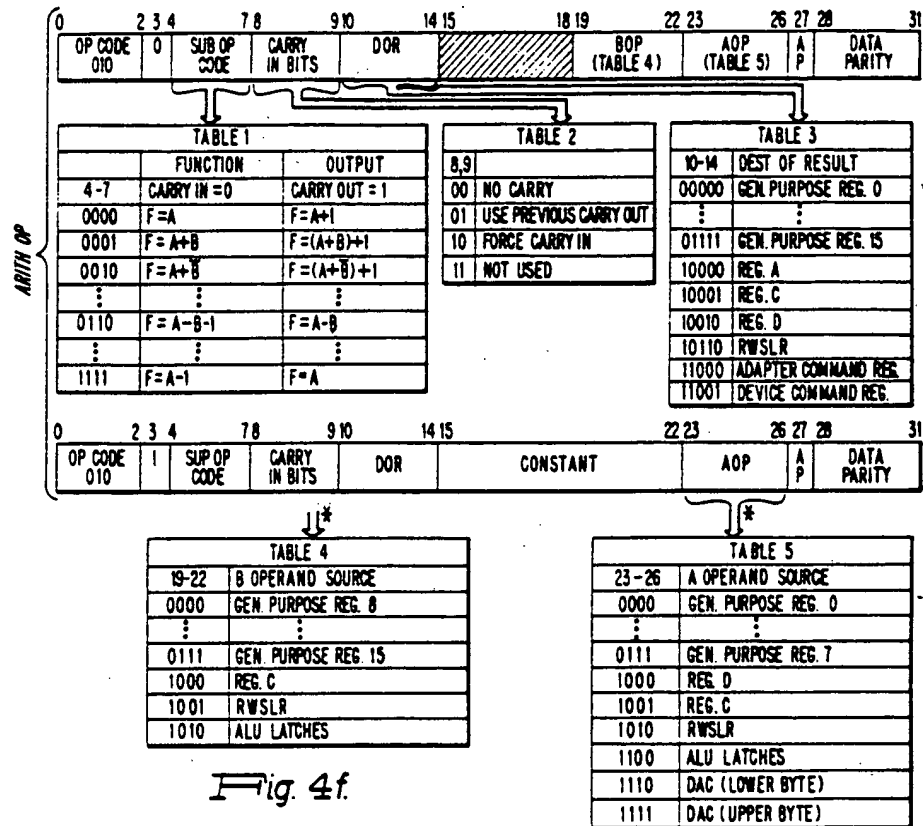 0 2 3 4 7 8 9 10 14 15 18 19 22 23 26 27 28 31
OP CODE 010 0 SUB OP CODE CARRY IN BITS DOR BOP (TABLE 4) AOP (TABLE 5) A P DATA PARITY
ARITH OP
TABLE 1
FUNCTION OUTPUT
4-7 CARRY IN = 0 CARRY OUT = 1
0000 F = A F = A+1
0001 F = A+B F = (A+B)+1
0010 F = A+B̅ F = (A+B̅)+1
⋮ ⋮ ⋮
0110 F = A-B-1 F = A-B
⋮ ⋮ ⋮
1111 F = A-1 F = A
TABLE 2
8,9
00 NO CARRY
01 USE PREVIOUS CARRY OUT
10 FORCE CARRY IN
11 NOT USED
TABLE 3
10-14 DEST OF RESULT
00000 GEN. PURPOSE REG. 0
⋮ ⋮
01111 GEN. PURPOSE REG. 15
10000 REG. A
10001 REG. C
10010 REG. D
10110 RWSLR
11000 ADAPTER COMMAND REG.
11001 DEVICE COMMAND REG.
0 2 3 4 7 8 9 10 14 15 22 23 26 27 28 31
OP CODE 010 1 SUP OP CODE CARRY IN BITS DOR CONSTANT AOP A P DATA PARITY
* *
TABLE 4
19-22 B OPERAND SOURCE
0000 GEN. PURPOSE REG. 8
⋮ ⋮
0111 GEN. PURPOSE REG. 15
1000 REG. C
1001 RWSLR
1010 ALU LATCHES
TABLE 5
23-26 A OPERAND SOURCE
0000 GEN. PURPOSE REG. 0
⋮ ⋮
0111 GEN. PURPOSE REG. 7
1000 REG. D
1001 REG. C
1010 RWSLR
1100 ALU LATCHES
1110 DAC (LOWER BYTE)
1111 DAC (UPPER BYTE)
Fig. 4f.